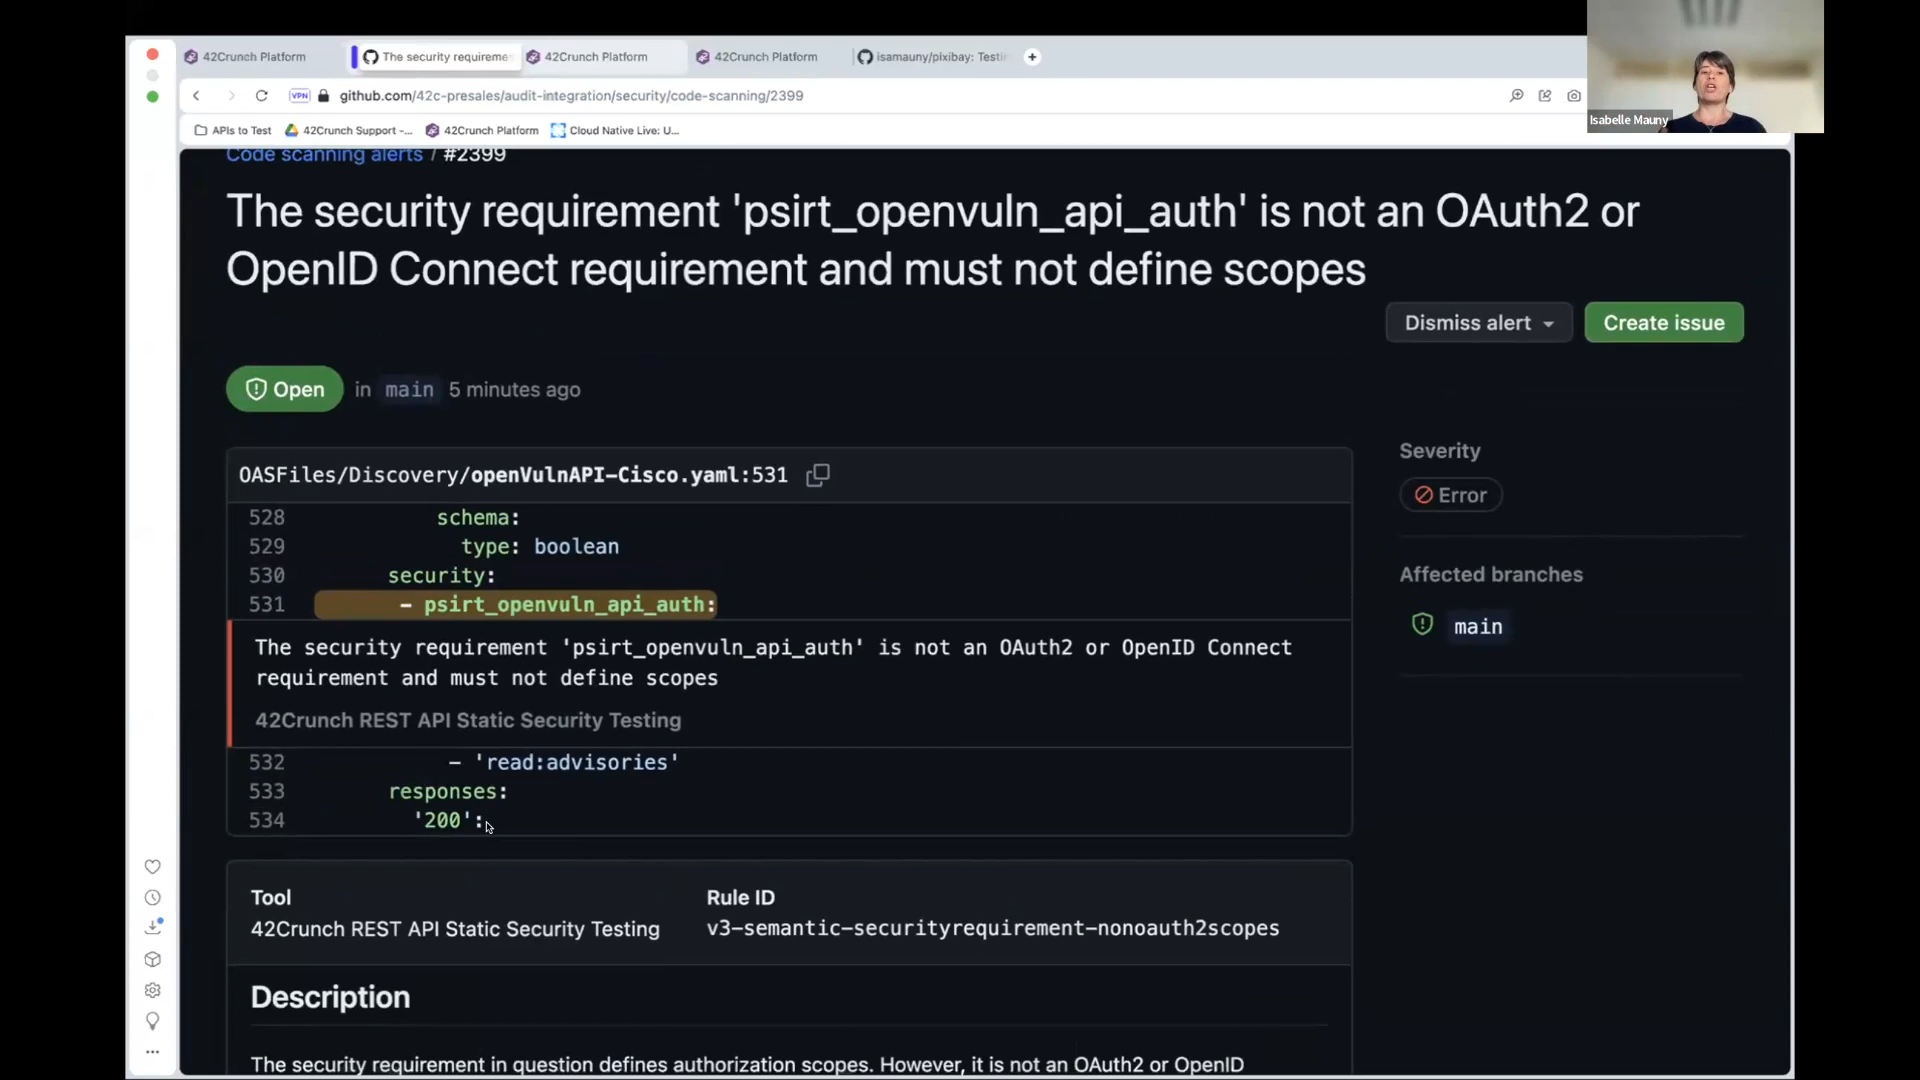 42Crunch Platform
The security requireme
42Crunch Platform
42Crunch Platform
isamauny/pixibay: Testin
VPN
github.com/42c-presales/audit-integration/security/code-scanning/2399
APIs to Test
42Crunch Support -...
42Crunch Platform
Cloud Native Live: U...
Isabelle Mauny
Code scanning alerts / #2399
The security requirement 'psirt_openvuln_api_auth' is not an OAuth2 or
OpenID Connect requirement and must not define scopes
Dismiss alert
Create issue
Open in main 5 minutes ago
OASFiles/Discovery/openVulnAPI-Cisco.yaml:531
528 schema:
529 type: boolean
530 security:
531 - psirt_openvuln_api_auth:
The security requirement 'psirt_openvuln_api_auth' is not an OAuth2 or OpenID Connect
requirement and must not define scopes
42Crunch REST API Static Security Testing
532 - 'read:advisories'
533 responses:
534 '200':
Severity
Error
Affected branches
main
Tool
42Crunch REST API Static Security Testing
Rule ID
v3-semantic-securityrequirement-nonoauth2scopes
Description
The security requirement in question defines authorization scopes. However, it is not an OAuth2 or OpenID